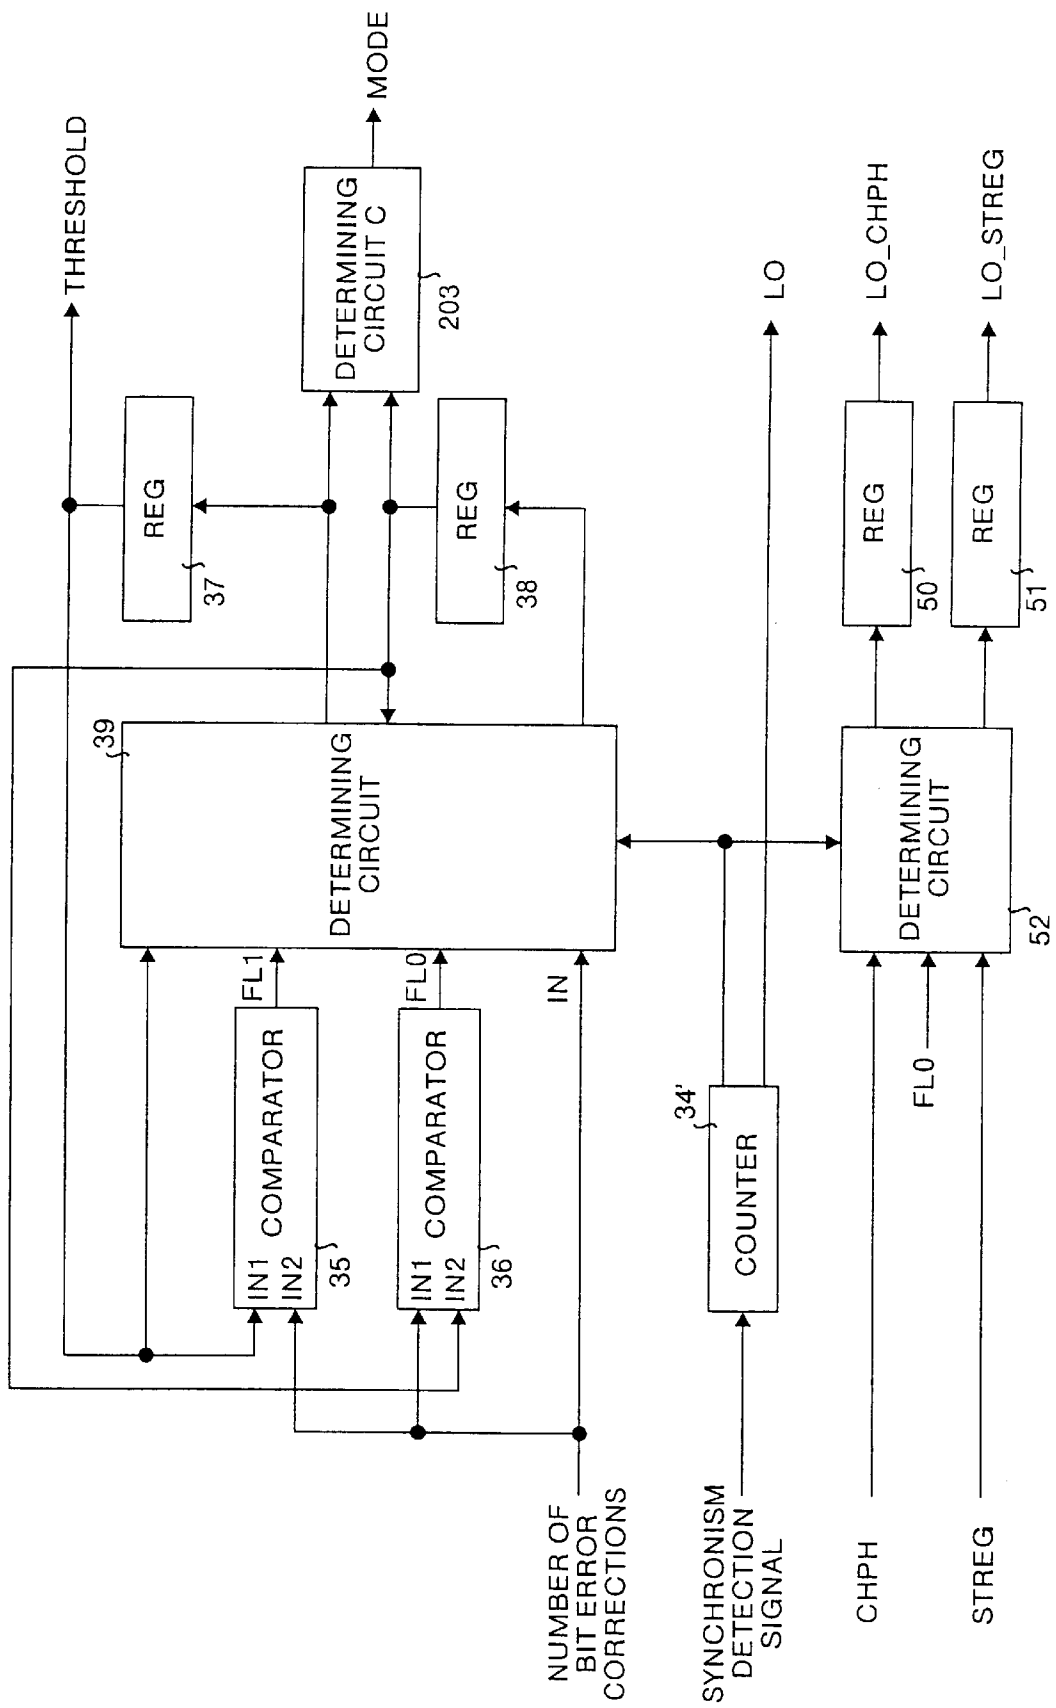 THRESHOLD
REG
37
DETERMINING
CIRCUIT C
203
MODE
REG
38
39
DETERMINING
CIRCUIT
FL1
FL0
IN
IN1
IN2
COMPARATOR
35
IN1
IN2
COMPARATOR
36
NUMBER OF
BIT ERROR
CORRECTIONS
SYNCHRONISM
DETECTION
SIGNAL
34'
COUNTER
LO
CHPH
FL0
STREG
DETERMINING
CIRCUIT
52
REG
50
LO_CHPH
REG
51
LO_STREG